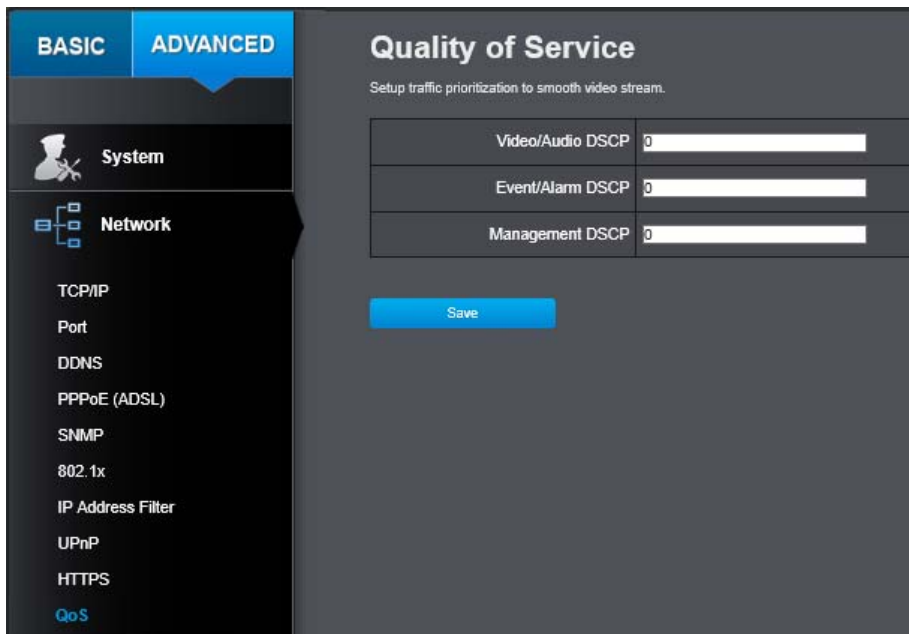 BASIC
ADVANCED
System
Network
TCP/IP
Port
DDNS
PPPoE (ADSL)
SNMP
802.1x
IP Address Filter
UPnP
HTTPS
QoS
Quality of Service
Setup traffic prioritization to smooth video stream.
Video/Audio DSCP 0
Event/Alarm DSCP 0
Management DSCP 0
Save